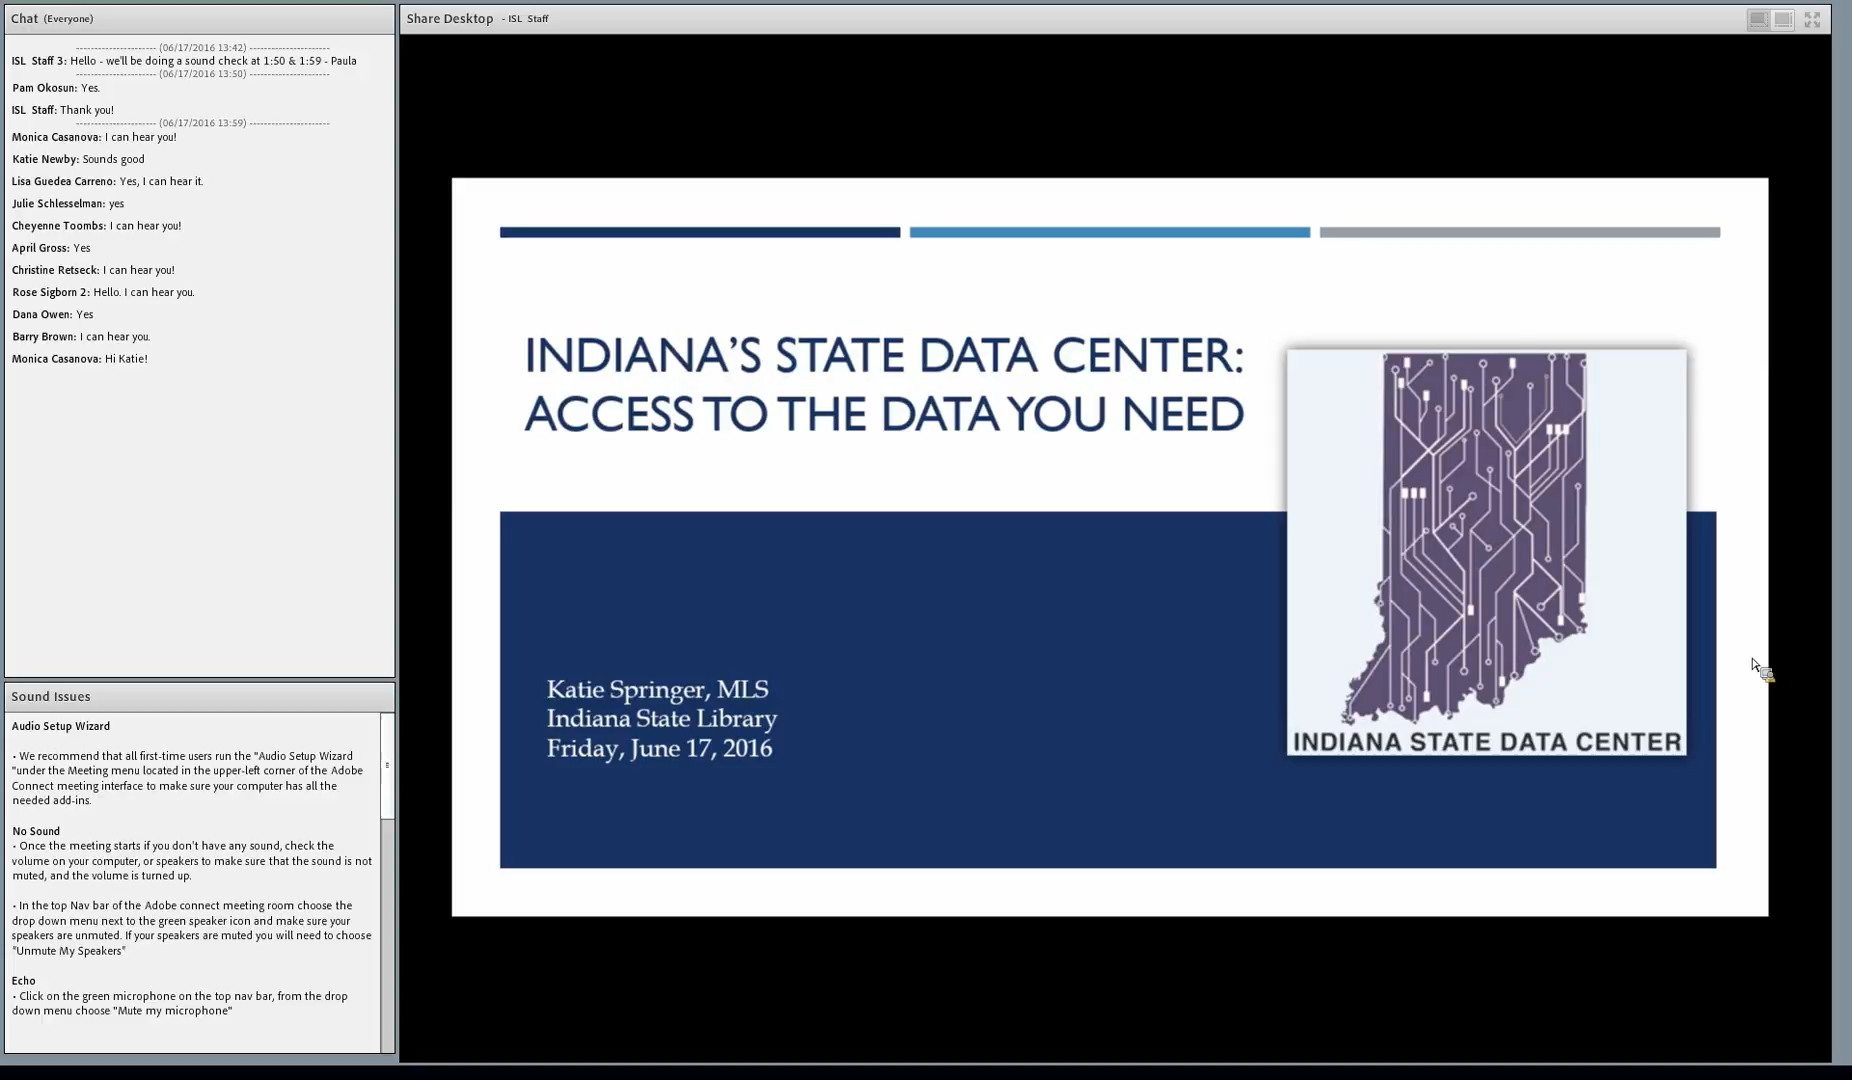 Chat (Everyone)
---------------------- (06/17/2016 13:42) ----------------------
ISL Staff 3: Hello - we'll be doing a sound check at 1:50 & 1:59 - Paula
---------------------- (06/17/2016 13:50) ----------------------
Pam Okosun: Yes.
ISL Staff: Thank you!
---------------------- (06/17/2016 13:59) ----------------------
Monica Casanova: I can hear you!
Katie Newby: Sounds good
Lisa Guedea Carreno: Yes, I can hear it.
Julie Schlesselman: yes
Cheyenne Toombs: I can hear you!
April Gross: Yes
Christine Retseck: I can hear you!
Rose Sigborn 2: Hello. I can hear you.
Dana Owen: Yes
Barry Brown: I can hear you.
Monica Casanova: Hi Katie!
Sound Issues
Audio Setup Wizard
• We recommend that all first-time users run the "Audio Setup Wizard
"under the Meeting menu located in the upper-left corner of the Adobe
Connect meeting interface to make sure your computer has all the
needed add-ins.
No Sound
• Once the meeting starts if you don't have any sound, check the
volume on your computer, or speakers to make sure that the sound is not
muted, and the volume is turned up.
• In the top Nav bar of the Adobe connect meeting room choose the
drop down menu next to the green speaker icon and make sure your
speakers are unmuted. If your speakers are muted you will need to choose
"Unmute My Speakers"
Echo
• Click on the green microphone on the top nav bar, from the drop
down menu choose "Mute my microphone"
Share Desktop - ISL Staff
INDIANA'S STATE DATA CENTER:
ACCESS TO THE DATA YOU NEED
Katie Springer, MLS
Indiana State Library
Friday, June 17, 2016
INDIANA STATE DATA CENTER